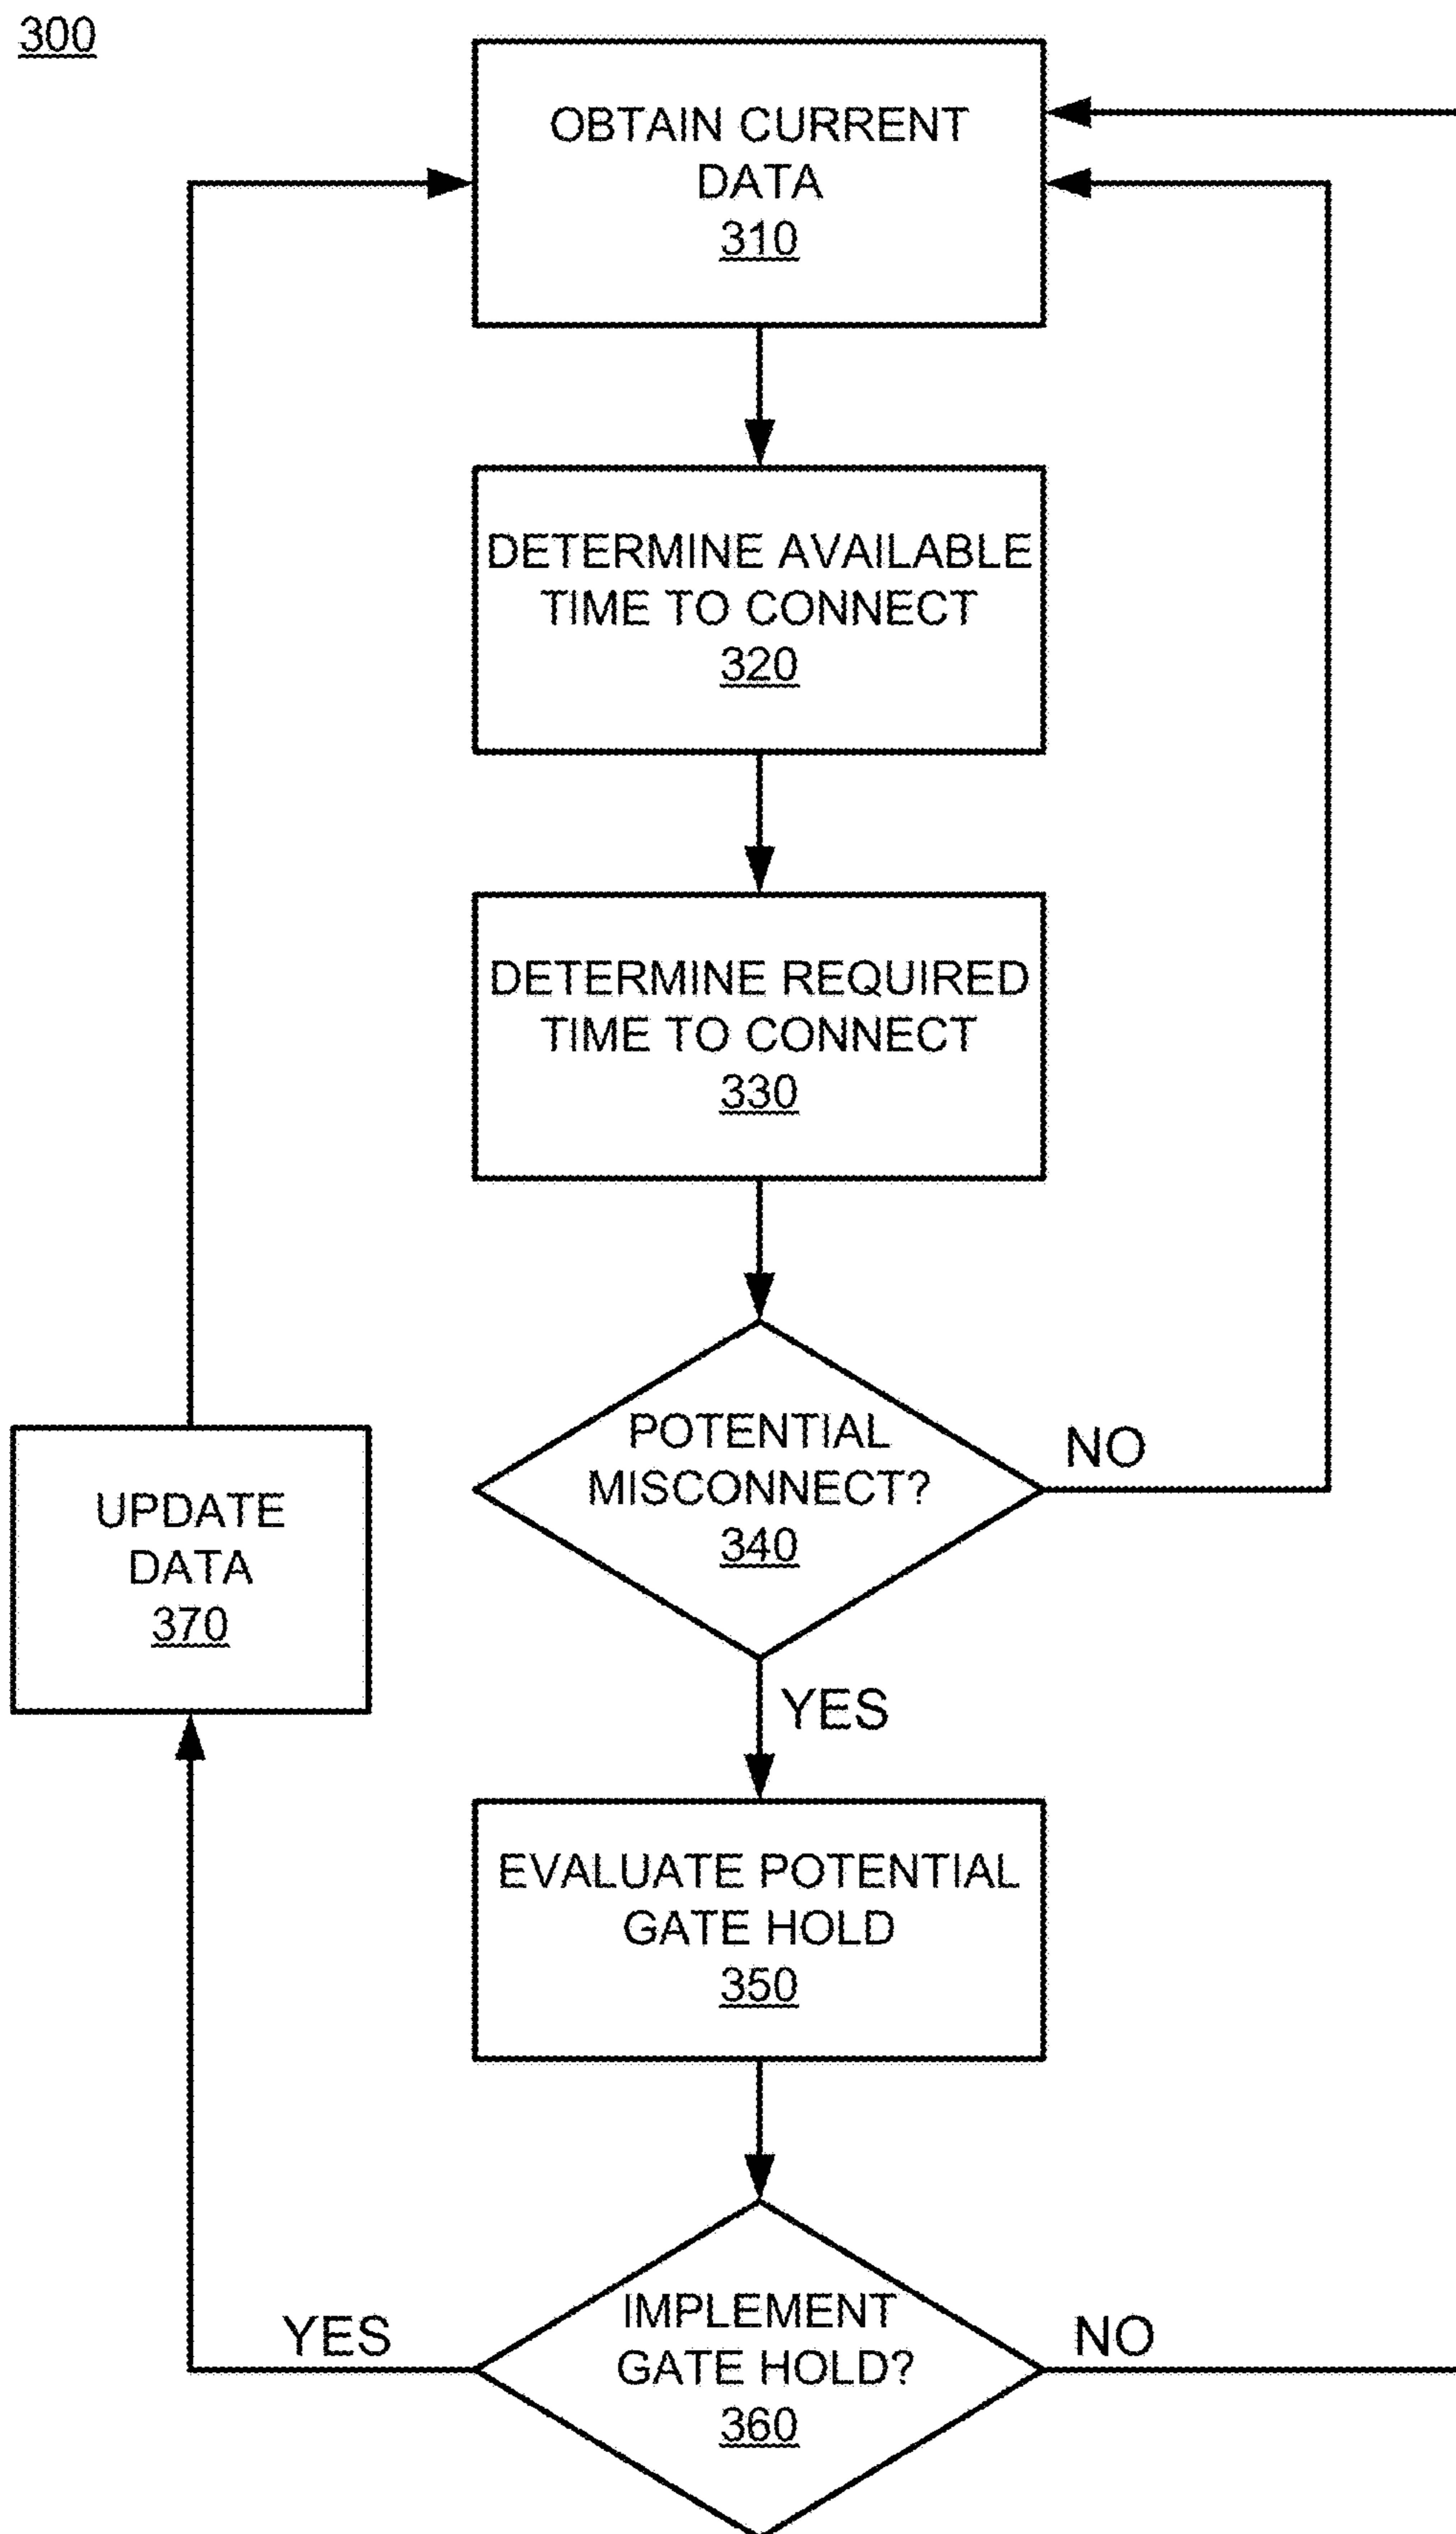 300
OBTAIN CURRENT
DATA
310
DETERMINE AVAILABLE
TIME TO CONNECT
320
DETERMINE REQUIRED
TIME TO CONNECT
330
POTENTIAL
MISCONNECT?
340
NO
UPDATE
DATA
370
YES
EVALUATE POTENTIAL
GATE HOLD
350
YES
IMPLEMENT
GATE HOLD?
360
NO